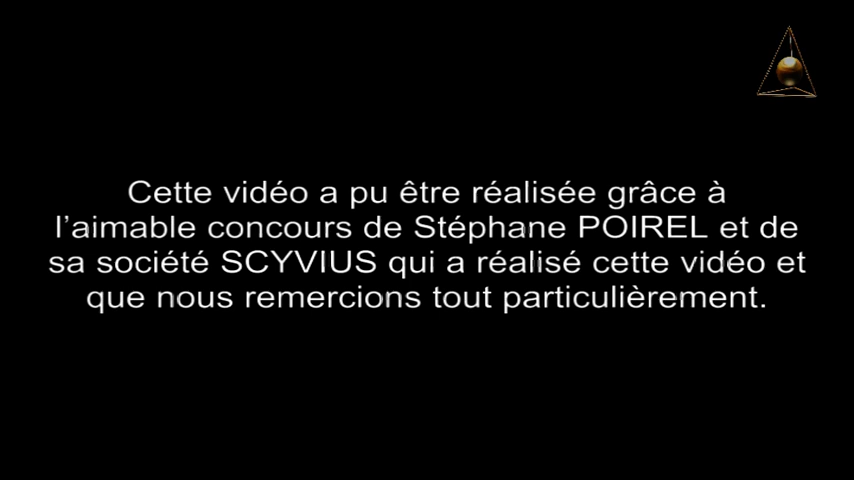 Cette vidéo a pu être réalisée grâce à
l’aimable concours de Stéphane POIREL et de
sa société SCYVIUS qui a réalisé cette vidéo et
que nous remercions tout particulièrement.